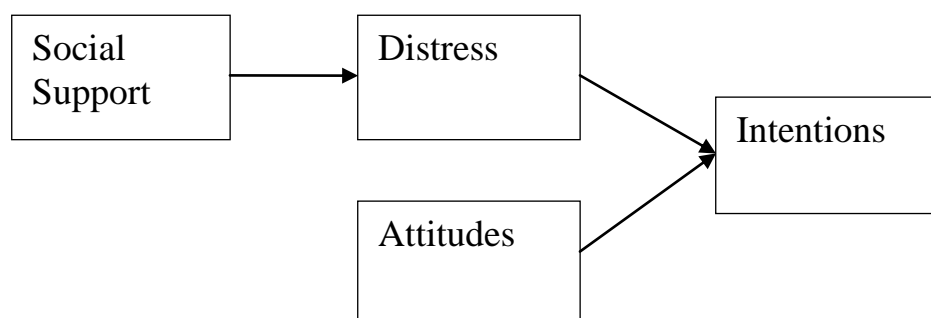 Social
Support
Distress
Intentions
Attitudes